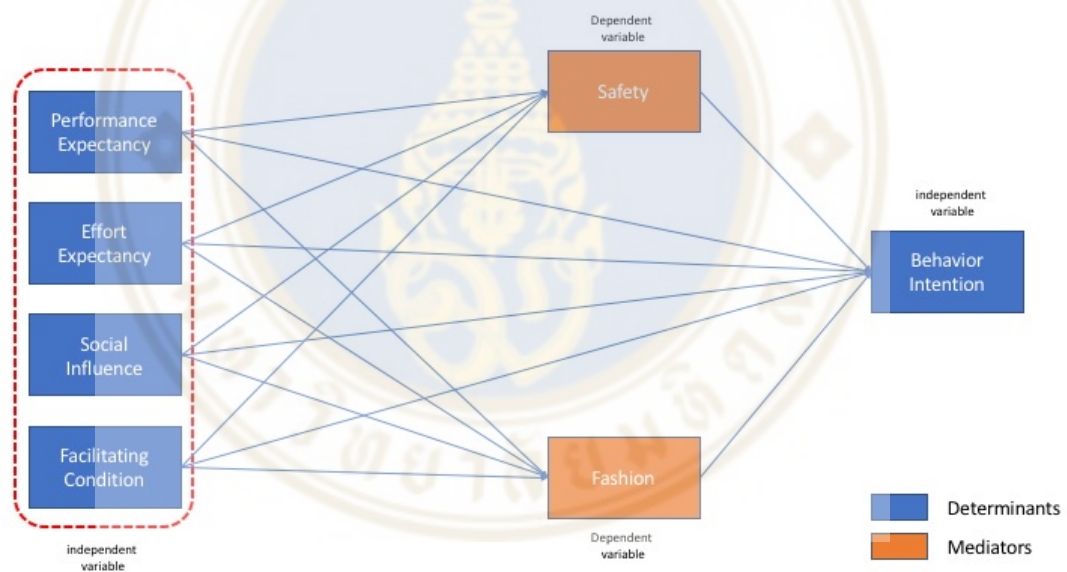 Dependent
variable
Safety
Performance
Expectancy
Effort
Expectancy
Social
Influence
Facilitating
Condition
independent
variable
independent
variable
Behavior
Intention
Fashion
Dependent
variable
Determinants
Mediators